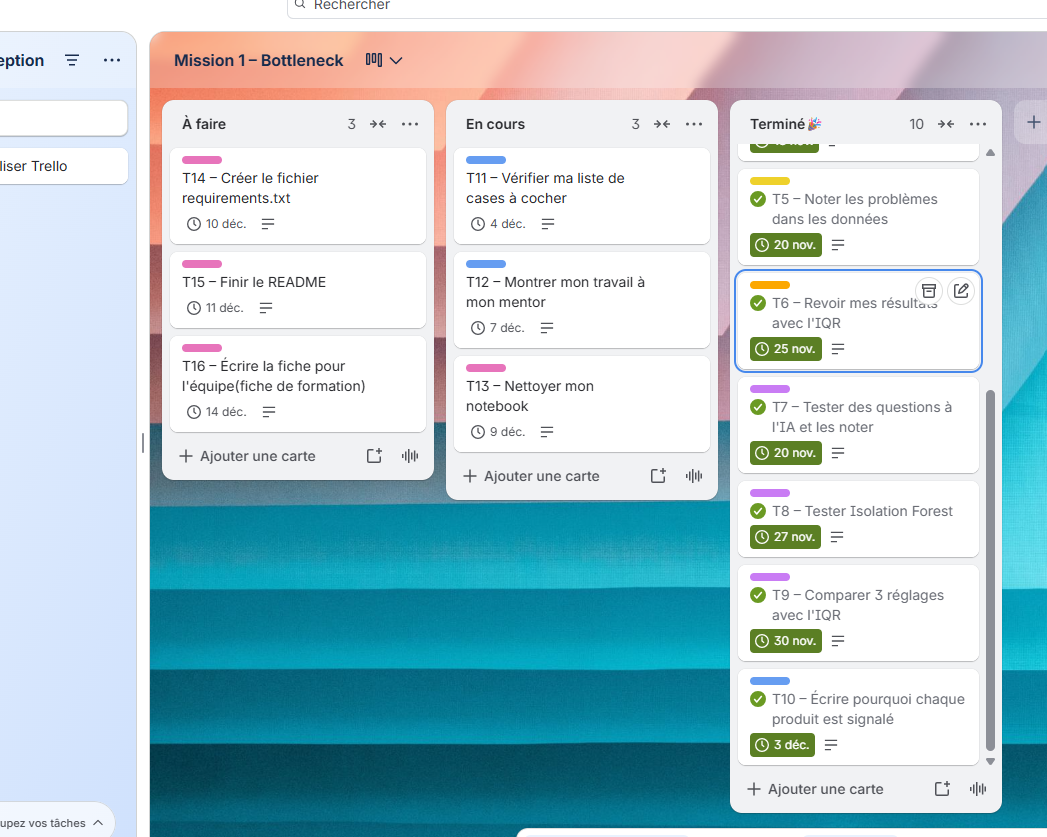 Rechercher
eption
liser Trello
upez vos tâches
Mission 1 – Bottleneck
À faire
3
T14 – Créer le fichier
requirements.txt
10 déc.
T15 – Finir le README
11 déc.
T16 – Écrire la fiche pour
l'équipe(fiche de formation)
14 déc.
Ajouter une carte
En cours
3
T11 – Vérifier ma liste de
cases à cocher
4 déc.
T12 – Montrer mon travail à
mon mentor
7 déc.
T13 – Nettoyer mon
notebook
9 déc.
Ajouter une carte
Terminé🎉
10
T5 – Noter les problèmes
dans les données
20 nov.
T6 – Revoir mes résultats
avec l'IQR
25 nov.
T7 – Tester des questions à
l'IA et les noter
20 nov.
T8 – Tester Isolation Forest
27 nov.
T9 – Comparer 3 réglages
avec l'IQR
30 nov.
T10 – Écrire pourquoi chaque
produit est signalé
3 déc.
Ajouter une carte